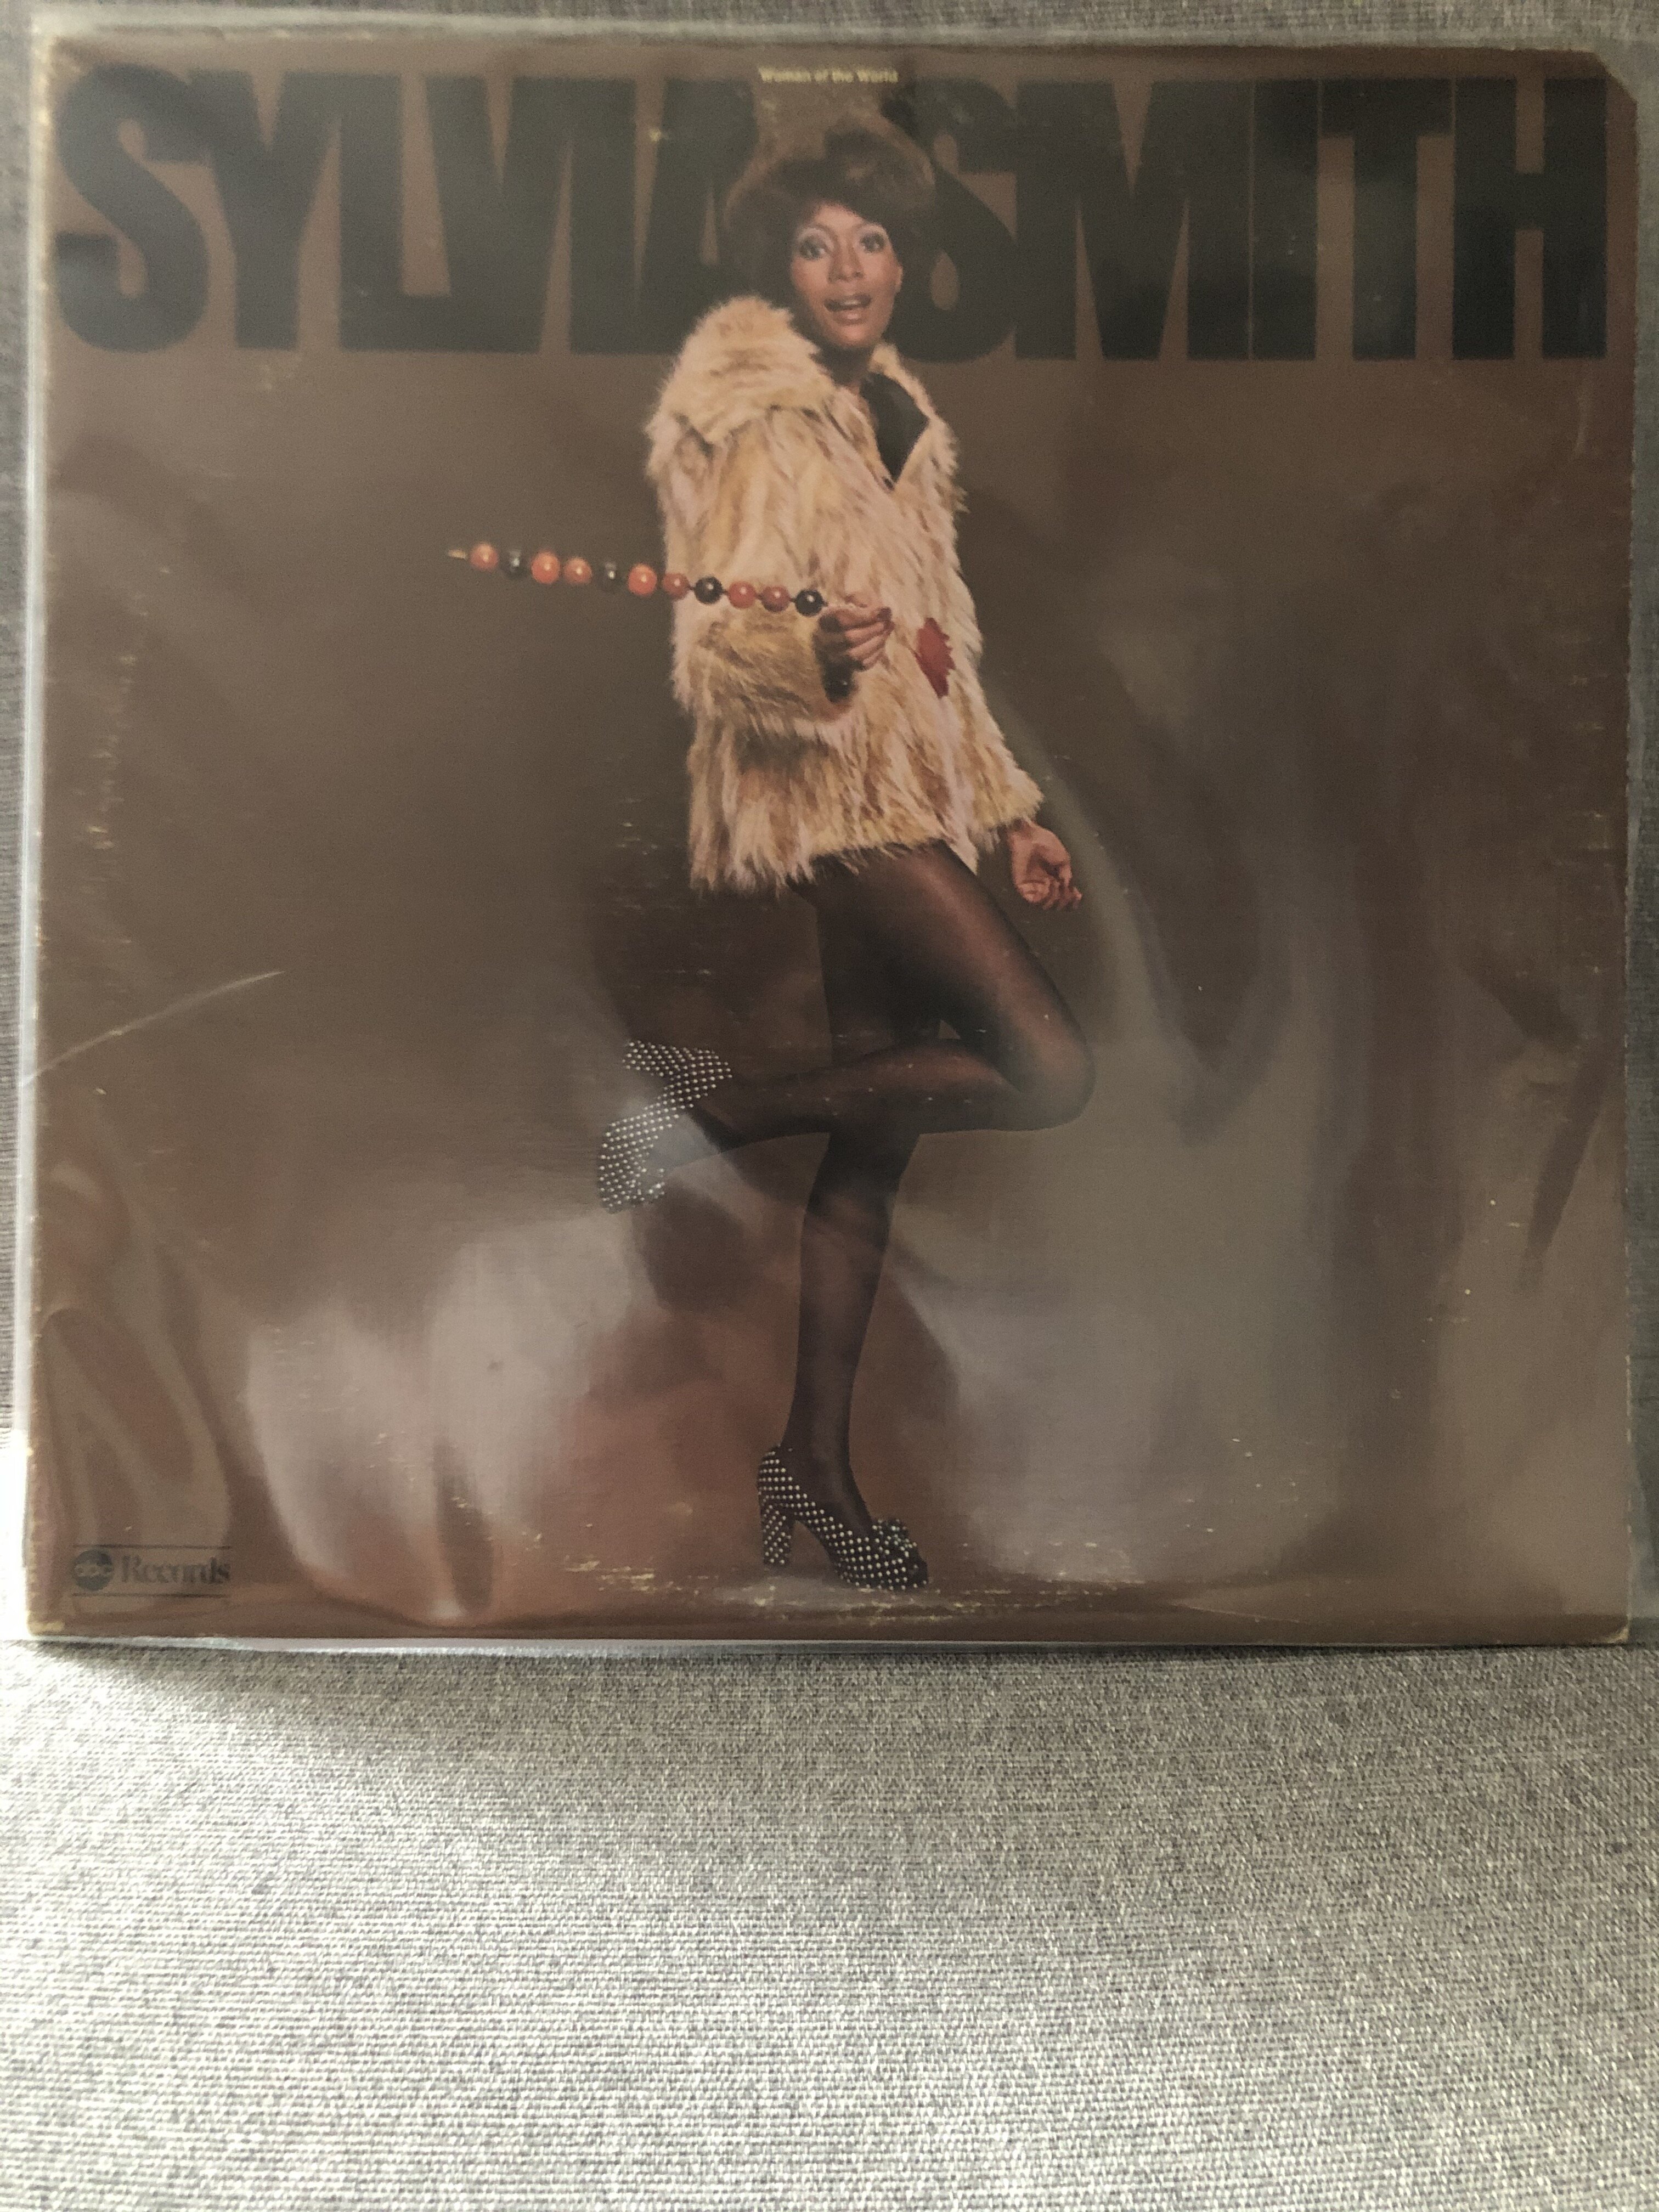 Woman of the World
SYLVIA SMITH
abc Records